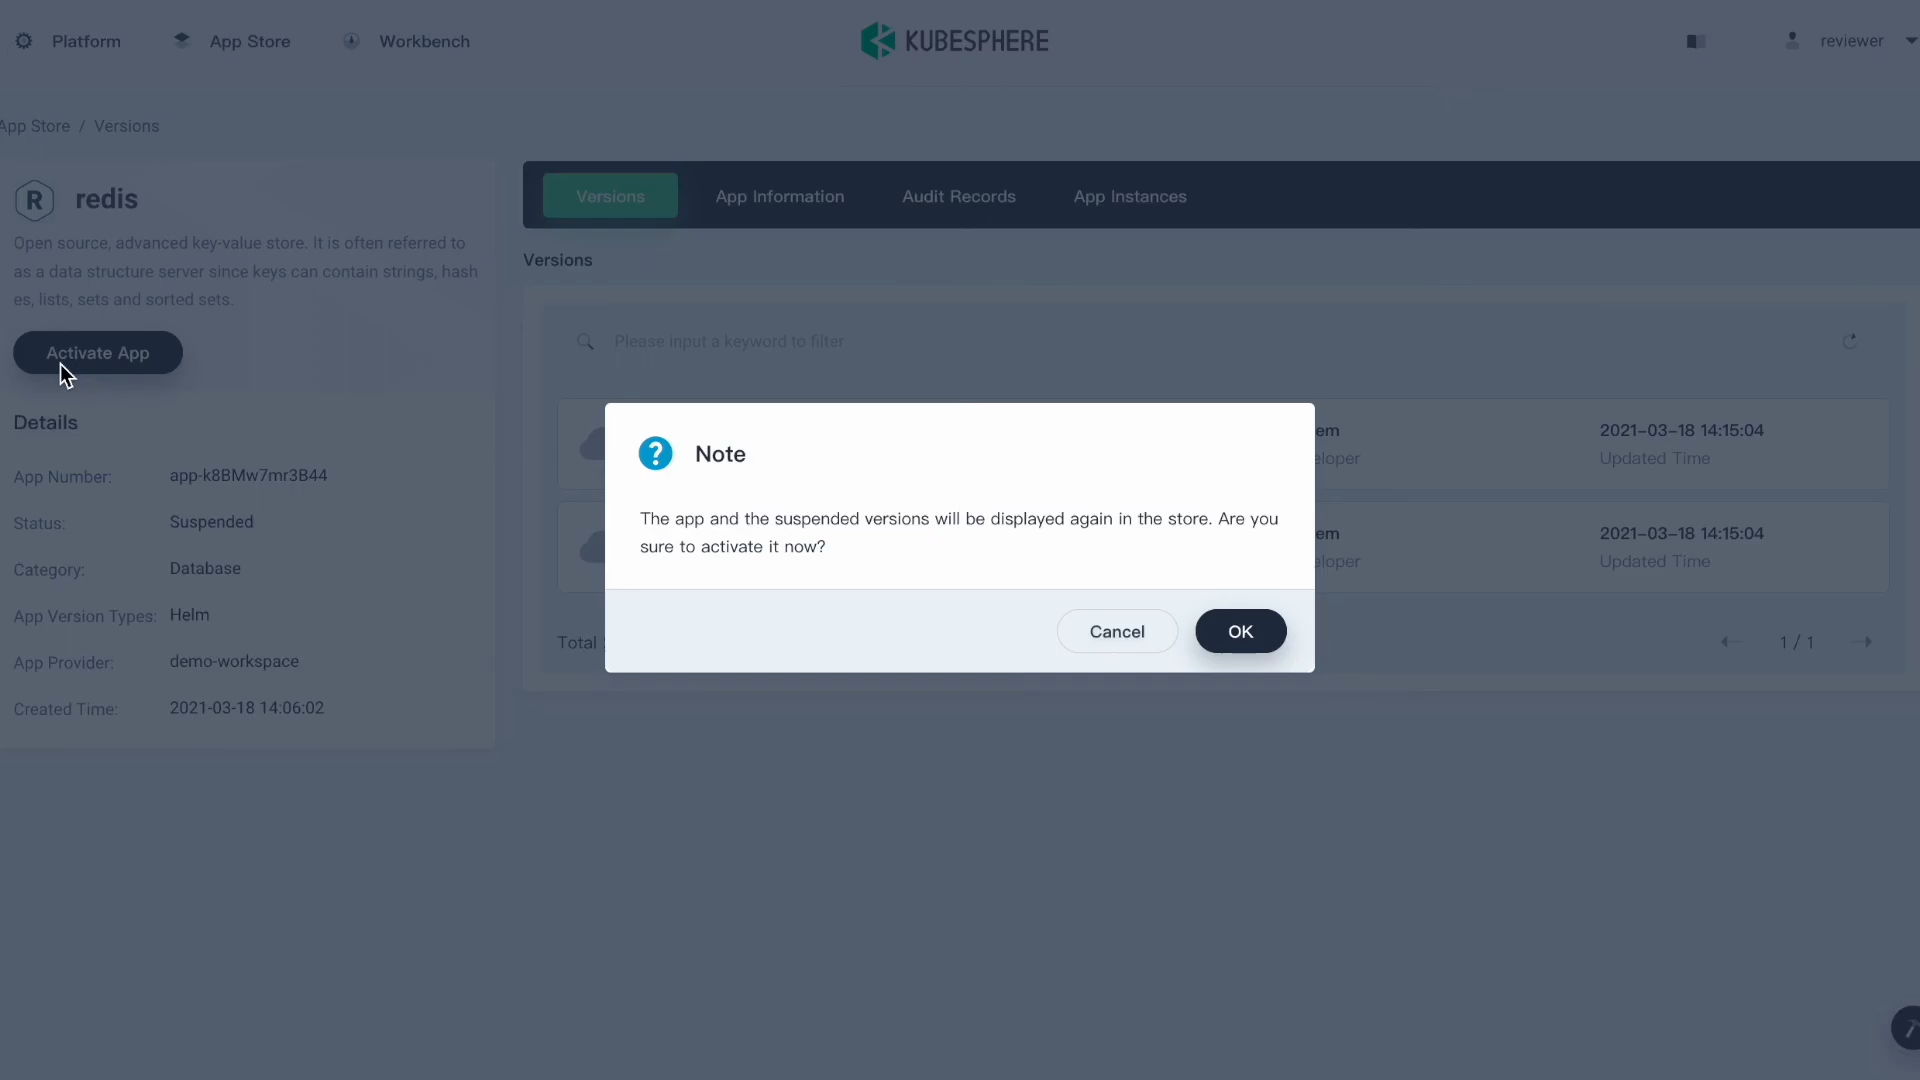 Platform
App Store
Workbench
KUBESPHERE
reviewer
App Store / Versions
R
redis
Open source, advanced key-value store. It is often referred to
as a data structure server since keys can contain strings, hash
es, lists, sets and sorted sets.
Activate App
Details
App Number: app-k8BMw7mr3B44
Status: Suspended
Category: Database
App Version Types: Helm
App Provider: demo-workspace
Created Time: 2021-03-18 14:06:02
Versions
App Information
Audit Records
App Instances
Versions
Please input a keyword to filter
em
2021-03-18 14:15:04
eloper
Updated Time
em
2021-03-18 14:15:04
eloper
Updated Time
Total
1 / 1
Note
The app and the suspended versions will be displayed again in the store. Are you
sure to activate it now?
Cancel
OK